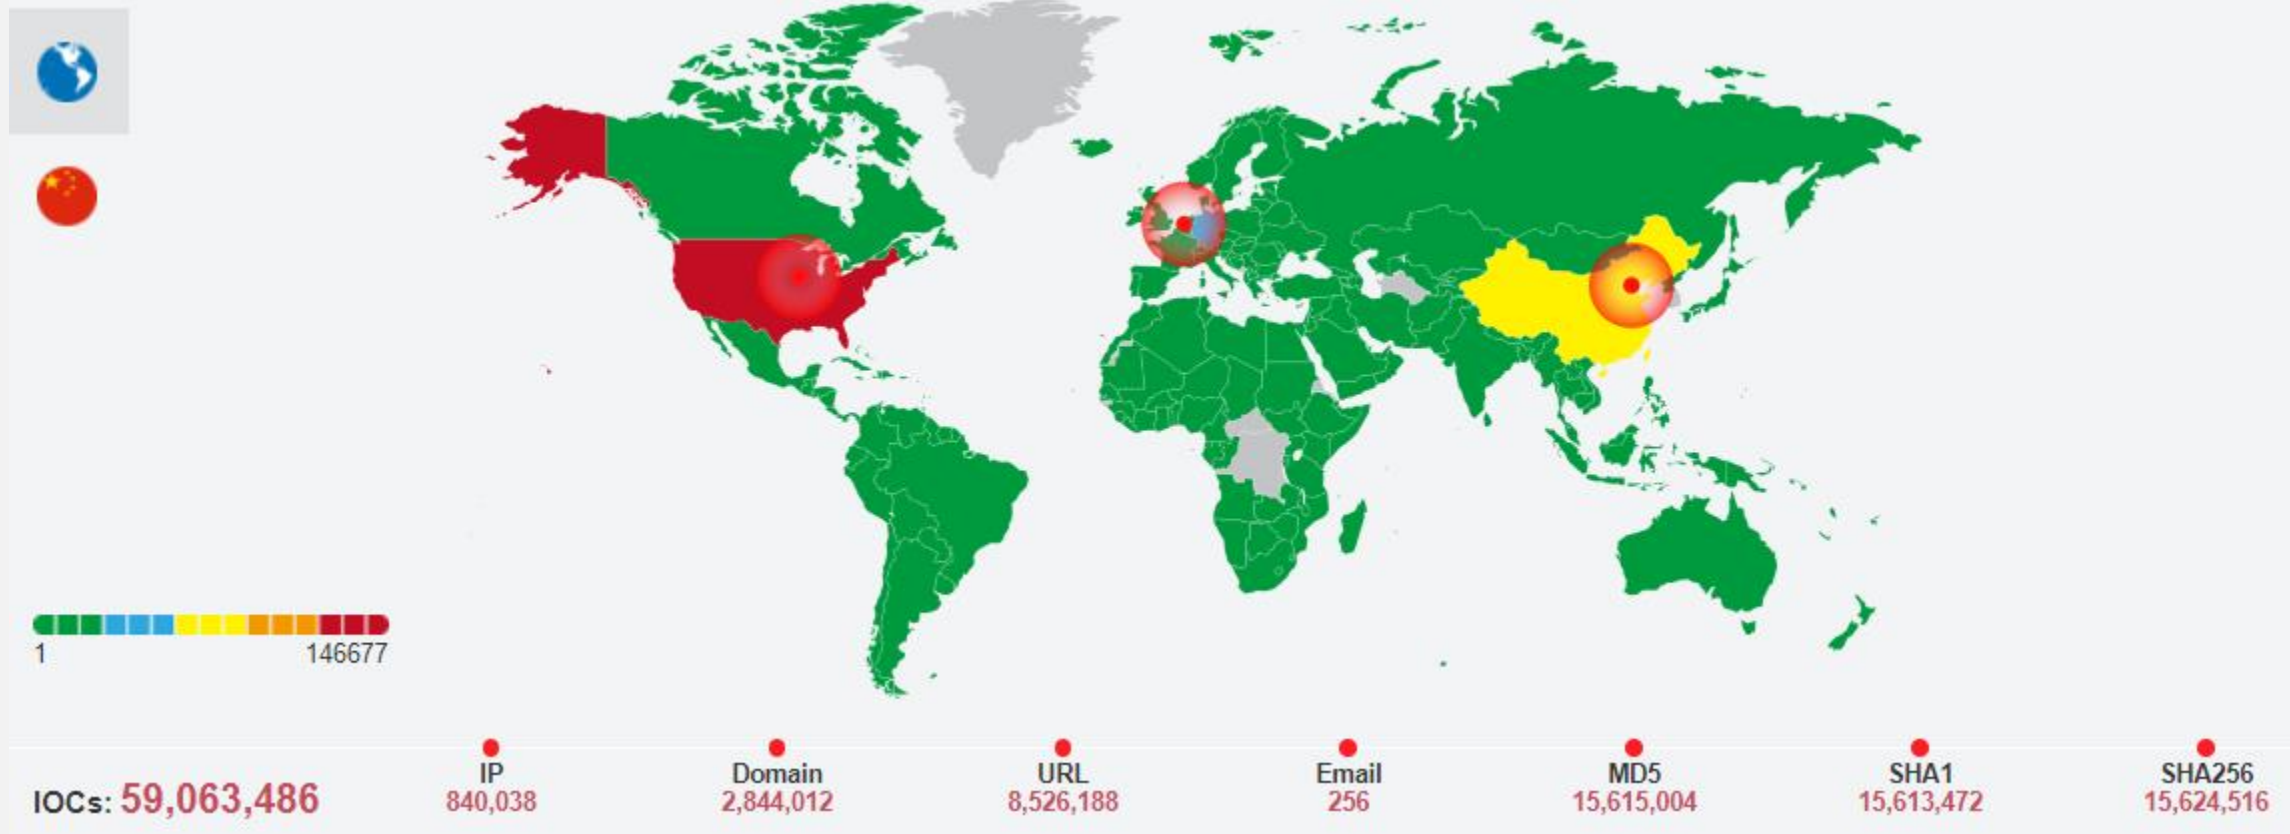 1
146677
IOCs: 59,063,486
IP
840,038
Domain
2,844,012
URL
8,526,188
Email
256
MD5
15,615,004
SHA1
15,613,472
SHA256
15,624,516